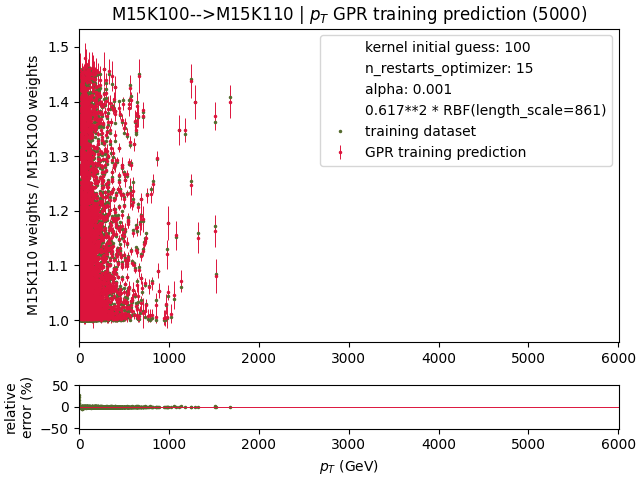 M15K100-->M15K110 | pT GPR training prediction (5000)
M15K110 weights / M15K100 weights
1.5
1.4
1.3
1.2
1.1
1.0
kernel initial guess: 100
n_restarts_optimizer: 15
alpha: 0.001
0.617**2 * RBF(length_scale=861)
training dataset
GPR training prediction
0 1000 2000 3000 4000 5000 6000
relative
error (%)
50
0
−50
0 1000 2000 3000 4000 5000 6000
pT (GeV)